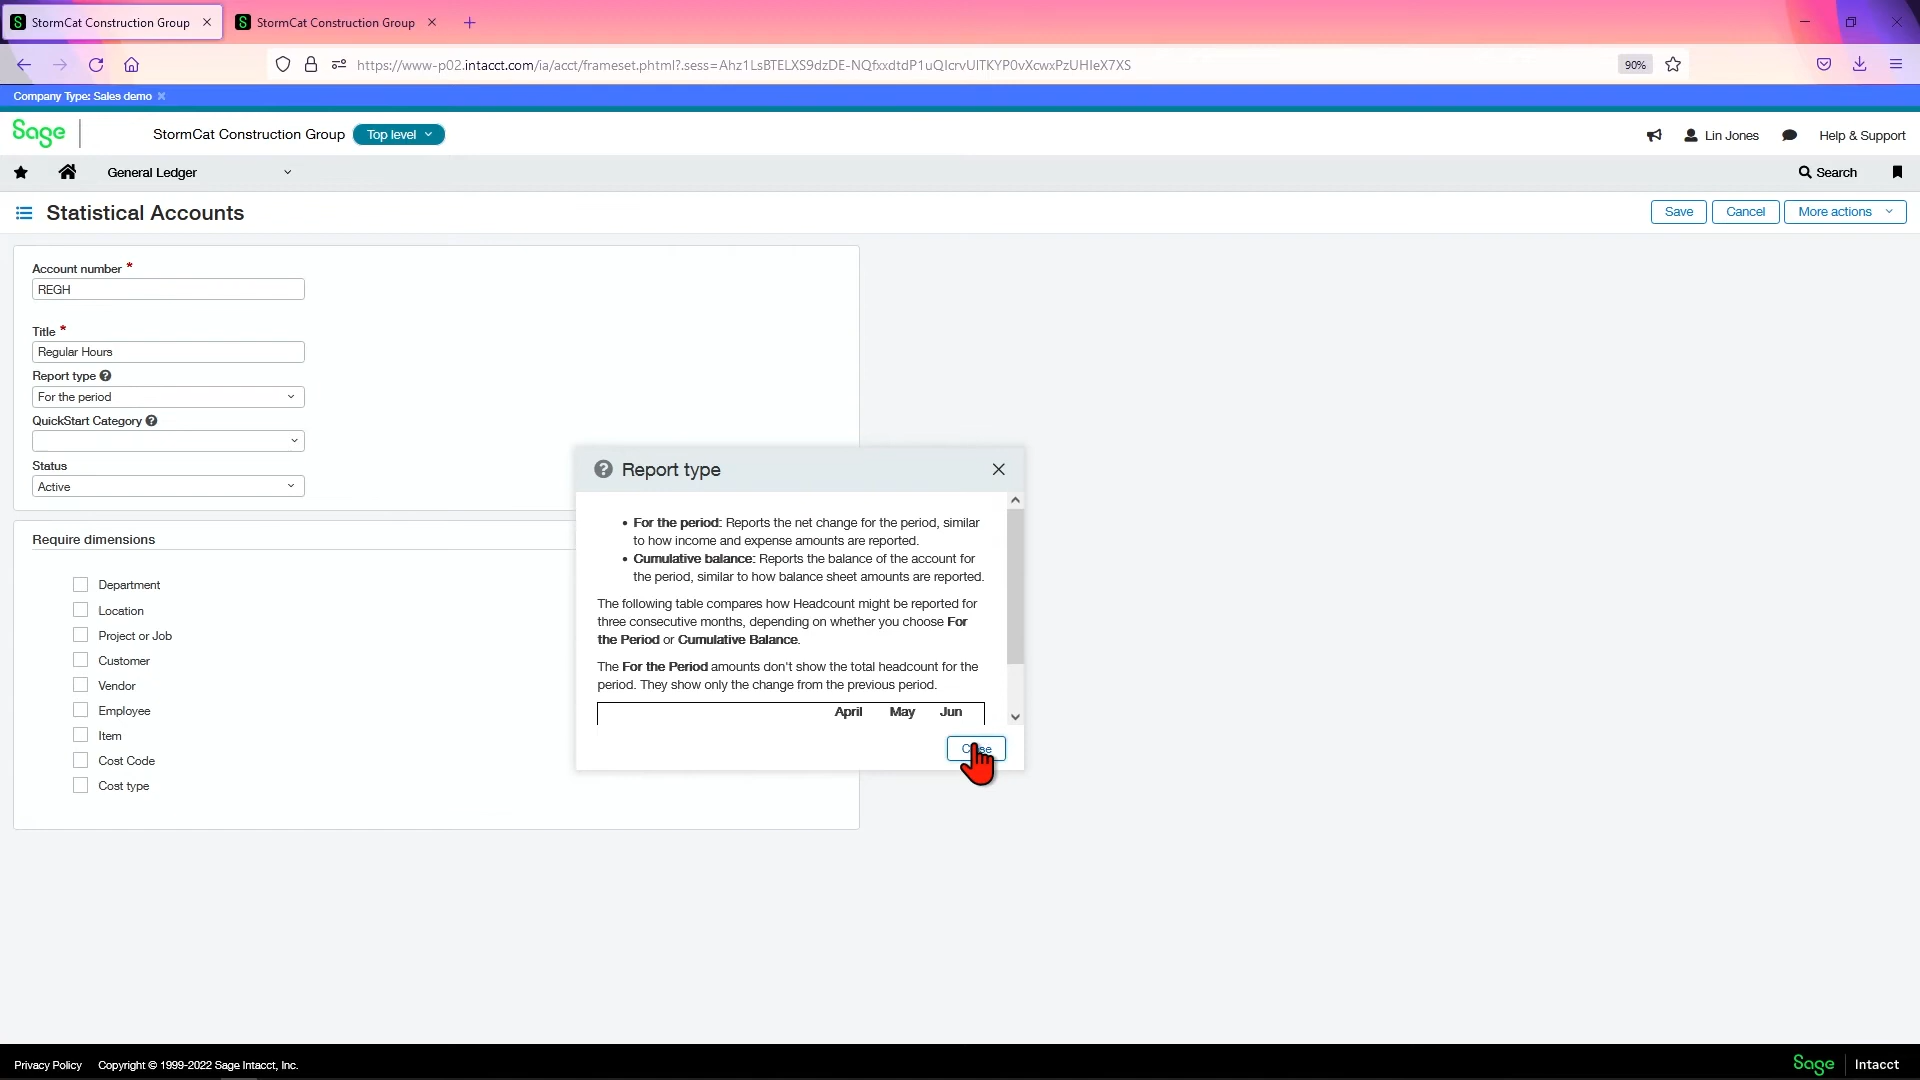 StormCat Construction Group
StormCat Construction Group
https://www-p02.intacct.com/ia/acct/frameset.phtml?.sess=Ahz1LsBTELXS9dzDE-NQfxxdtdP1uQIcrvUlTKYP0vXcwxPzUHIeX7XS
90%
Company Type: Sales demo
Sage
StormCat Construction Group
Top level
Lin Jones
Help & Support
General Ledger
Search
Statistical Accounts
Save
Cancel
More actions
Account number *
REGH
Title *
Regular Hours
Report type
For the period
QuickStart Category
Status
Active
Require dimensions
Department
Location
Project or Job
Customer
Vendor
Employee
Item
Cost Code
Cost type
Report type
• For the period: Reports the net change for the period, similar
to how income and expense amounts are reported.
• Cumulative balance: Reports the balance of the account for
the period, similar to how balance sheet amounts are reported.
The following table compares how Headcount might be reported for
three consecutive months, depending on whether you choose For
the Period or Cumulative Balance.
The For the Period amounts don't show the total headcount for the
period. They show only the change from the previous period.
April May Jun
Privacy Policy Copyright © 1999-2022 Sage Intacct, Inc.
Sage Intacct